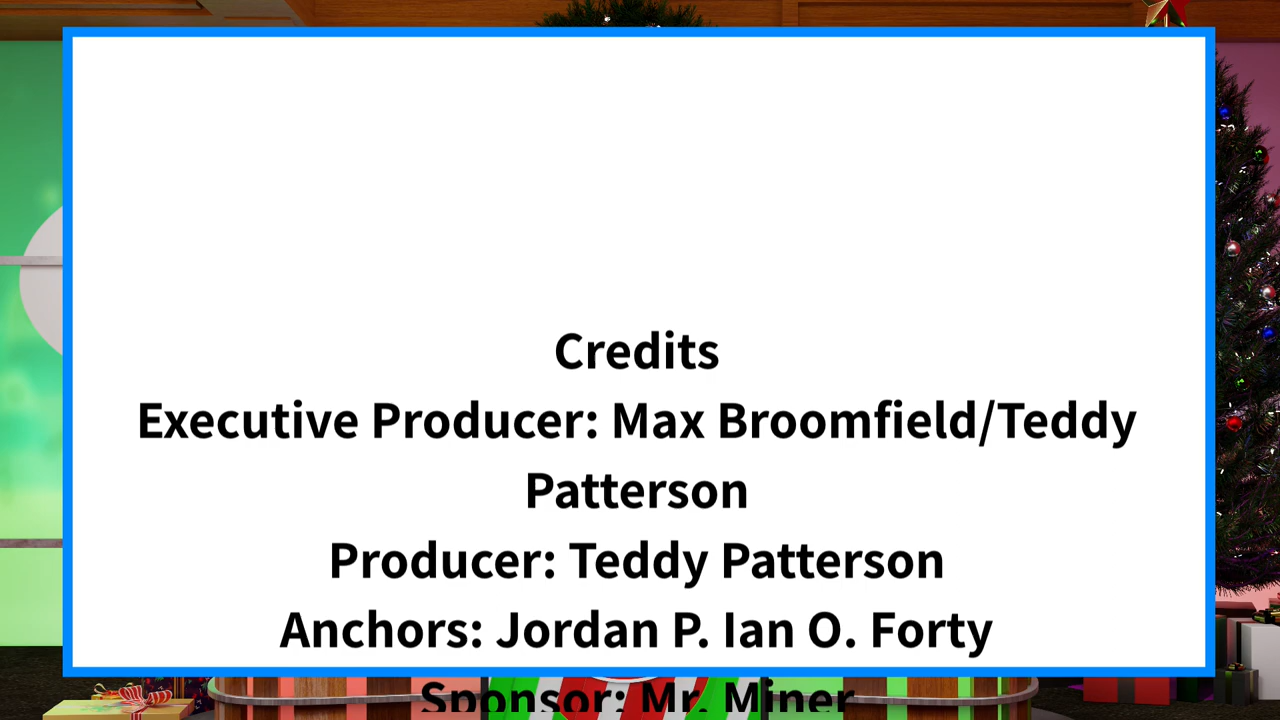 Credits
Executive Producer: Max Broomfield/Teddy
Patterson
Producer: Teddy Patterson
Anchors: Jordan P. Ian O. Forty
Sponsor: Mr. Miner